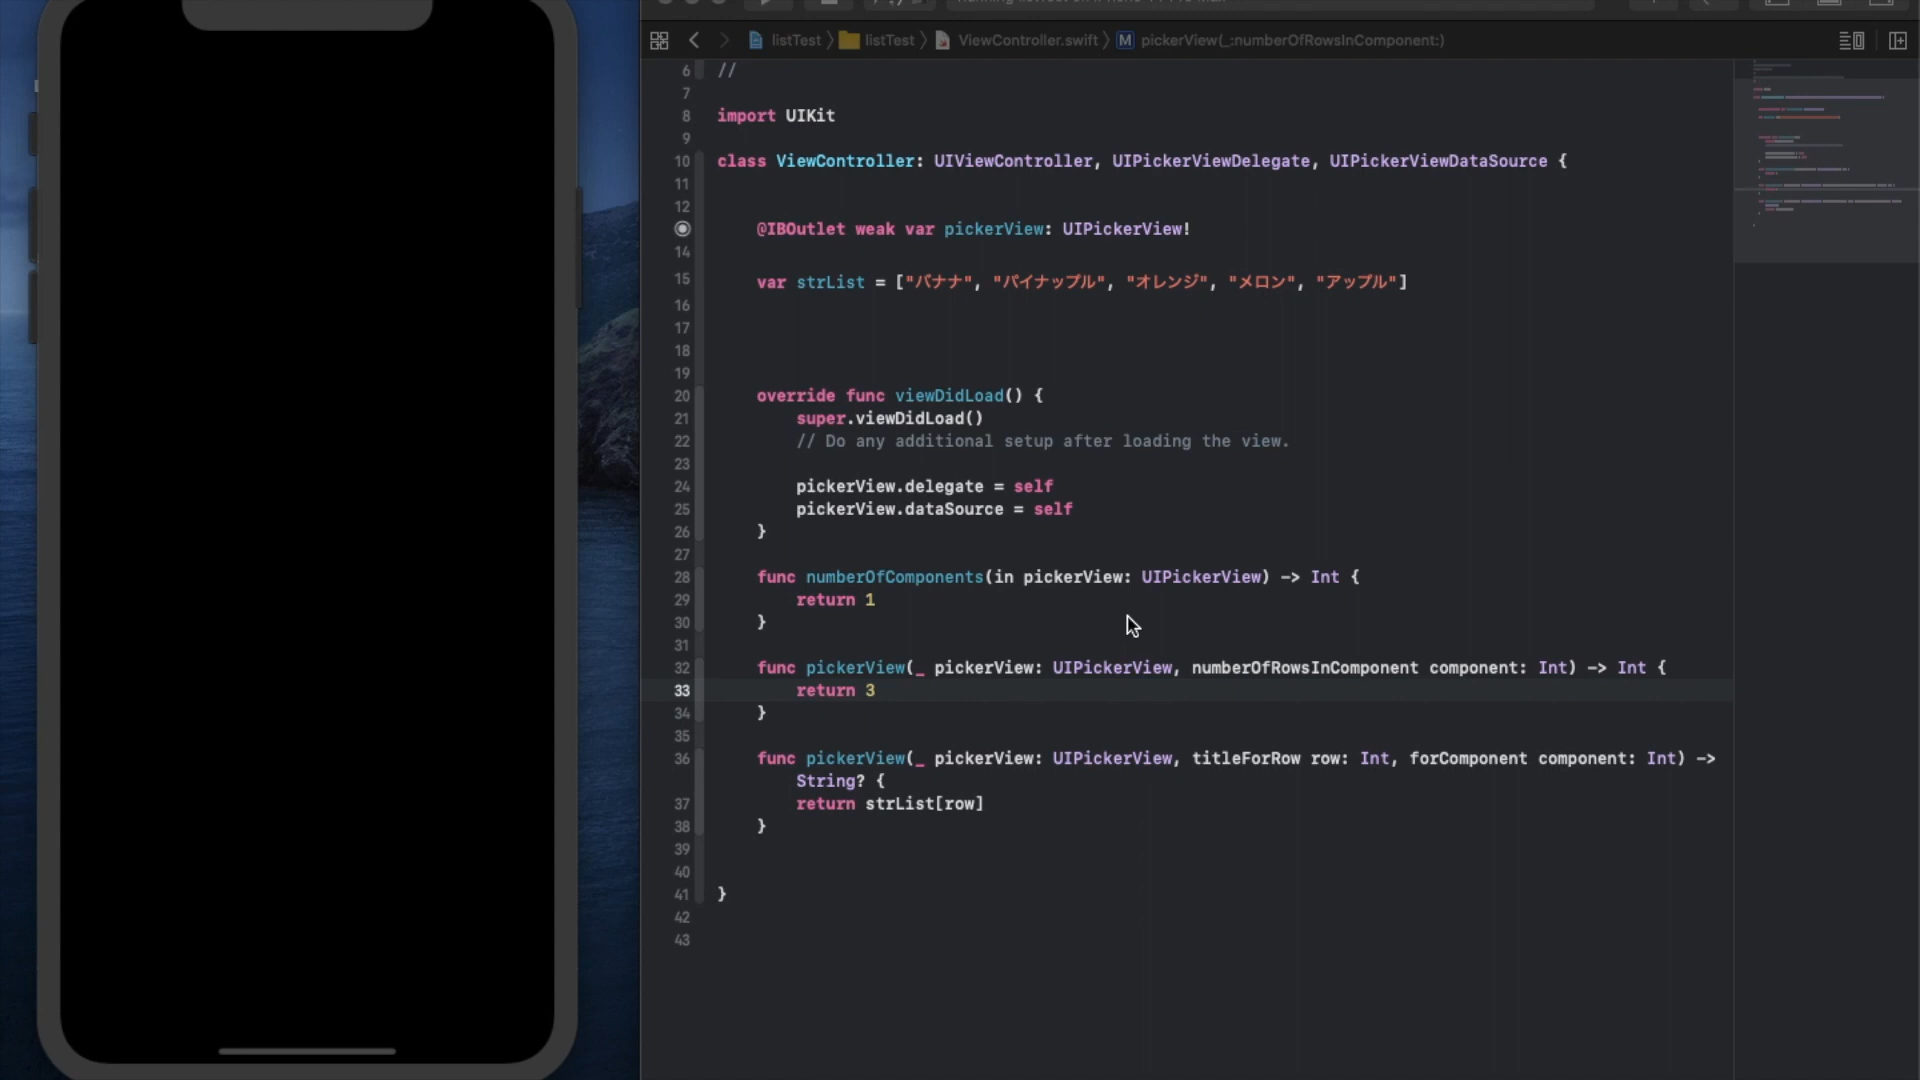 listTest 〉 listTest 〉 ViewController.swift 〉 M pickerView(_:numberOfRowsInComponent:)
6 //
7
8 import UIKit
9
10 class ViewController: UIViewController, UIPickerViewDelegate, UIPickerViewDataSource {
11
12
@IBOutlet weak var pickerView: UIPickerView!
14
15 var strList = ["バナナ", "パイナップル", "オレンジ", "メロン", "アップル"]
16
17
18
19
20 override func viewDidLoad() {
21 super.viewDidLoad()
22 // Do any additional setup after loading the view.
23
24 pickerView.delegate = self
25 pickerView.dataSource = self
26 }
27
28 func numberOfComponents(in pickerView: UIPickerView) -> Int {
29 return 1
30 }
31
32 func pickerView(_ pickerView: UIPickerView, numberOfRowsInComponent component: Int) -> Int {
33 return 3
34 }
35
36 func pickerView(_ pickerView: UIPickerView, titleForRow row: Int, forComponent component: Int) ->
String? {
37 return strList[row]
38 }
39
40
41 }
42
43